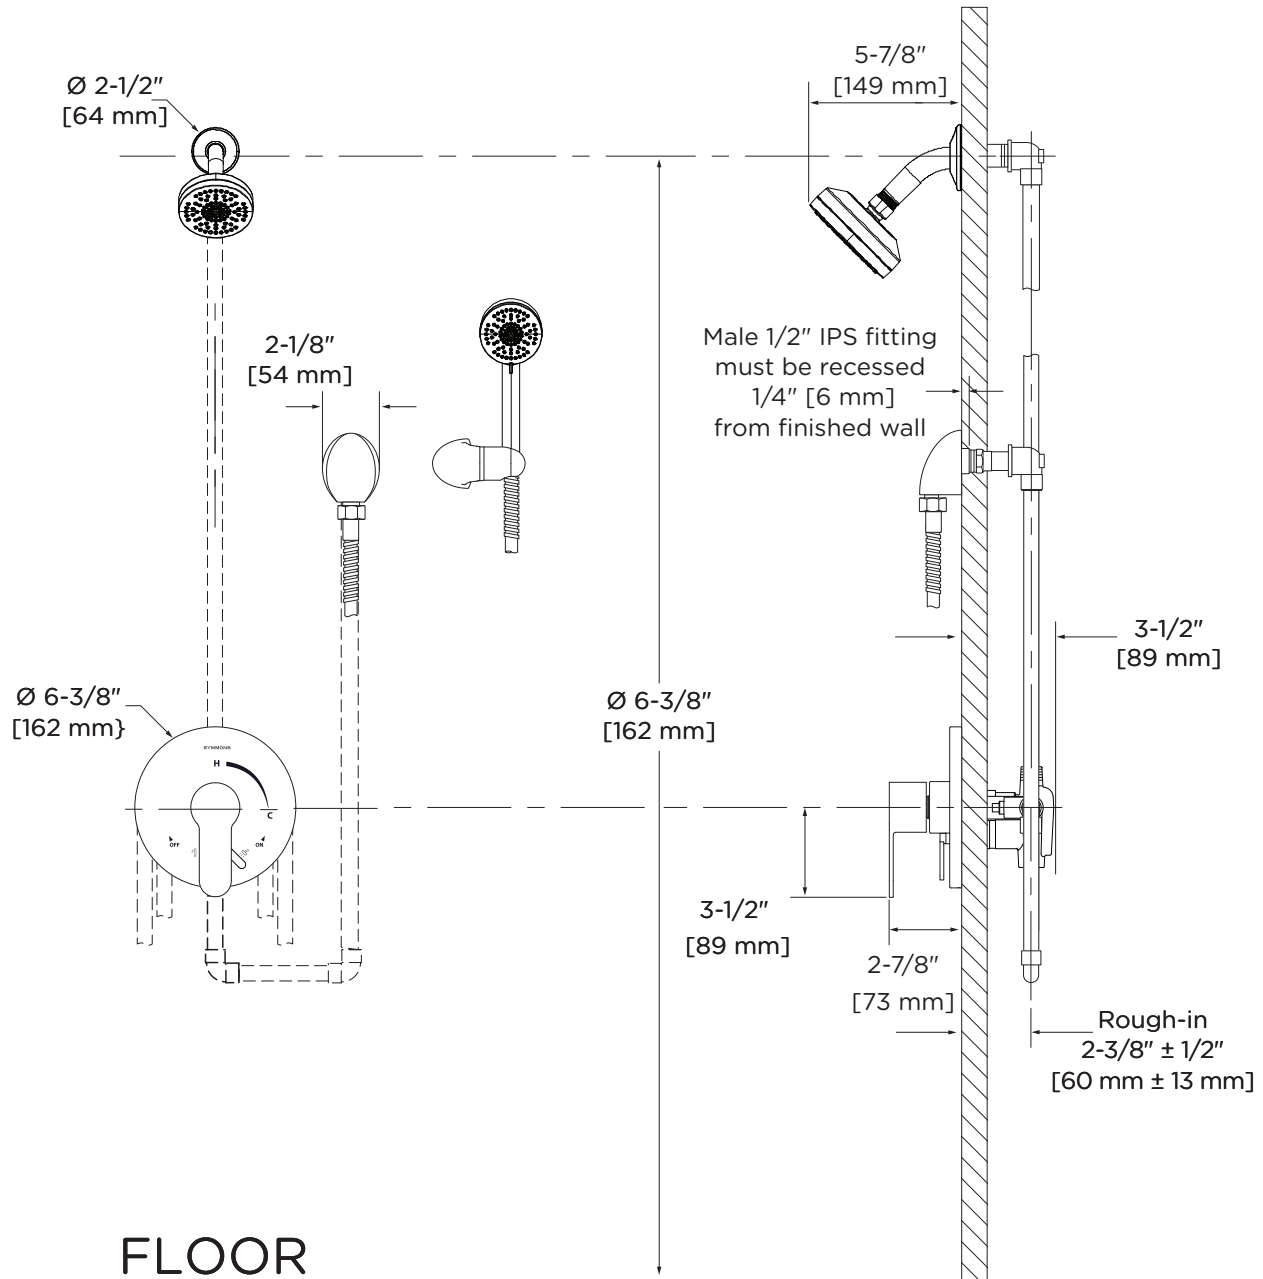 Ø 2-1/2"
[64 mm]
5-7/8"
[149 mm]
2-1/8"
[54 mm]
Male 1/2" IPS fitting
must be recessed
1/4" [6 mm]
from finished wall
3-1/2"
[89 mm]
Ø 6-3/8"
[162 mm}
Ø 6-3/8"
[162 mm]
SYMMONS
H
C
OFF
ON
3-1/2"
[89 mm]
2-7/8"
[73 mm]
Rough-in
2-3/8" ± 1/2"
[60 mm ± 13 mm]
FLOOR